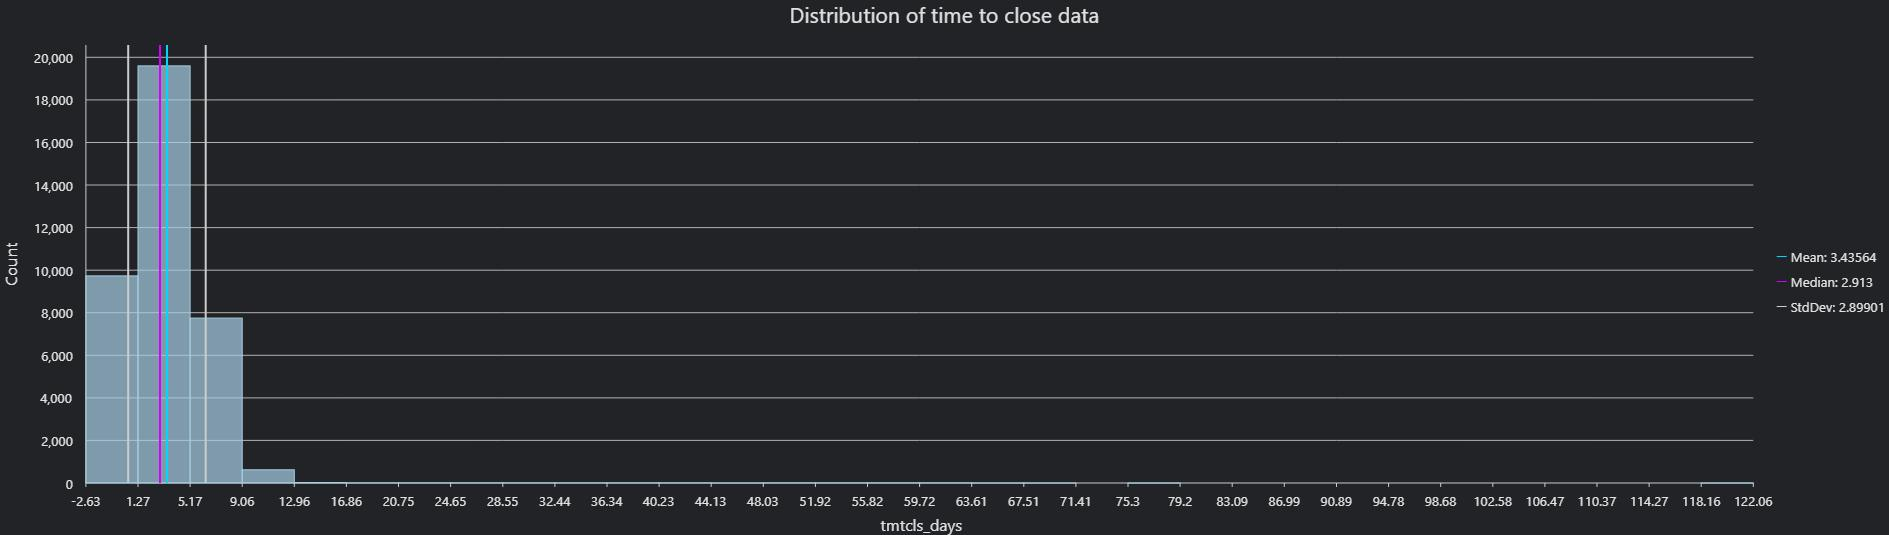 Distribution of time to close data
20,000
18,000
16,000
14,000
12,000
10,000
8,000
6,000
4,000
2,000
0
Count
-2.63 1.27 5.17 9.06 12.96 16.86 20.75 24.65 28.55 32.44 36.34 40.23 44.13 48.03 51.92 55.82 59.72 63.61 67.51 71.41 75.3 79.2 83.09 86.99 90.89 94.78 98.68 102.58 106.47 110.37 114.27 118.16 122.06
tmtcls_days
Mean: 3.43564
Median: 2.913
StdDev: 2.89901